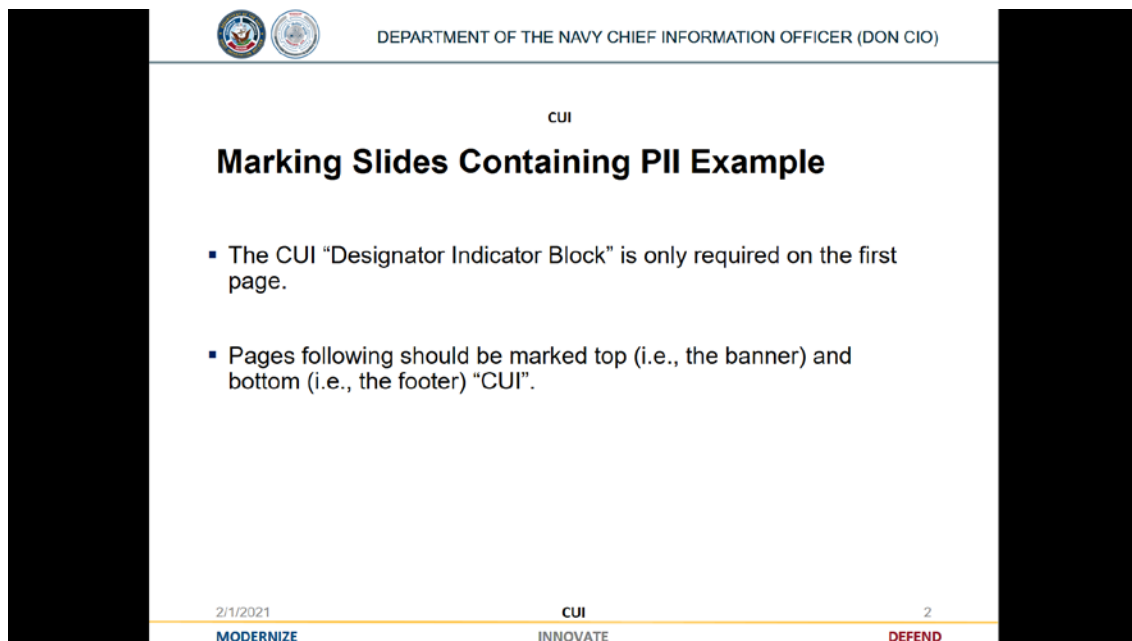 DEPARTMENT OF THE NAVY CHIEF INFORMATION OFFICER (DON CIO)
CUI
Marking Slides Containing PII Example
▪ The CUI “Designator Indicator Block” is only required on the first
page.
▪ Pages following should be marked top (i.e., the banner) and
bottom (i.e., the footer) “CUI”.
2/1/2021 CUI 2
MODERNIZE INNOVATE DEFEND